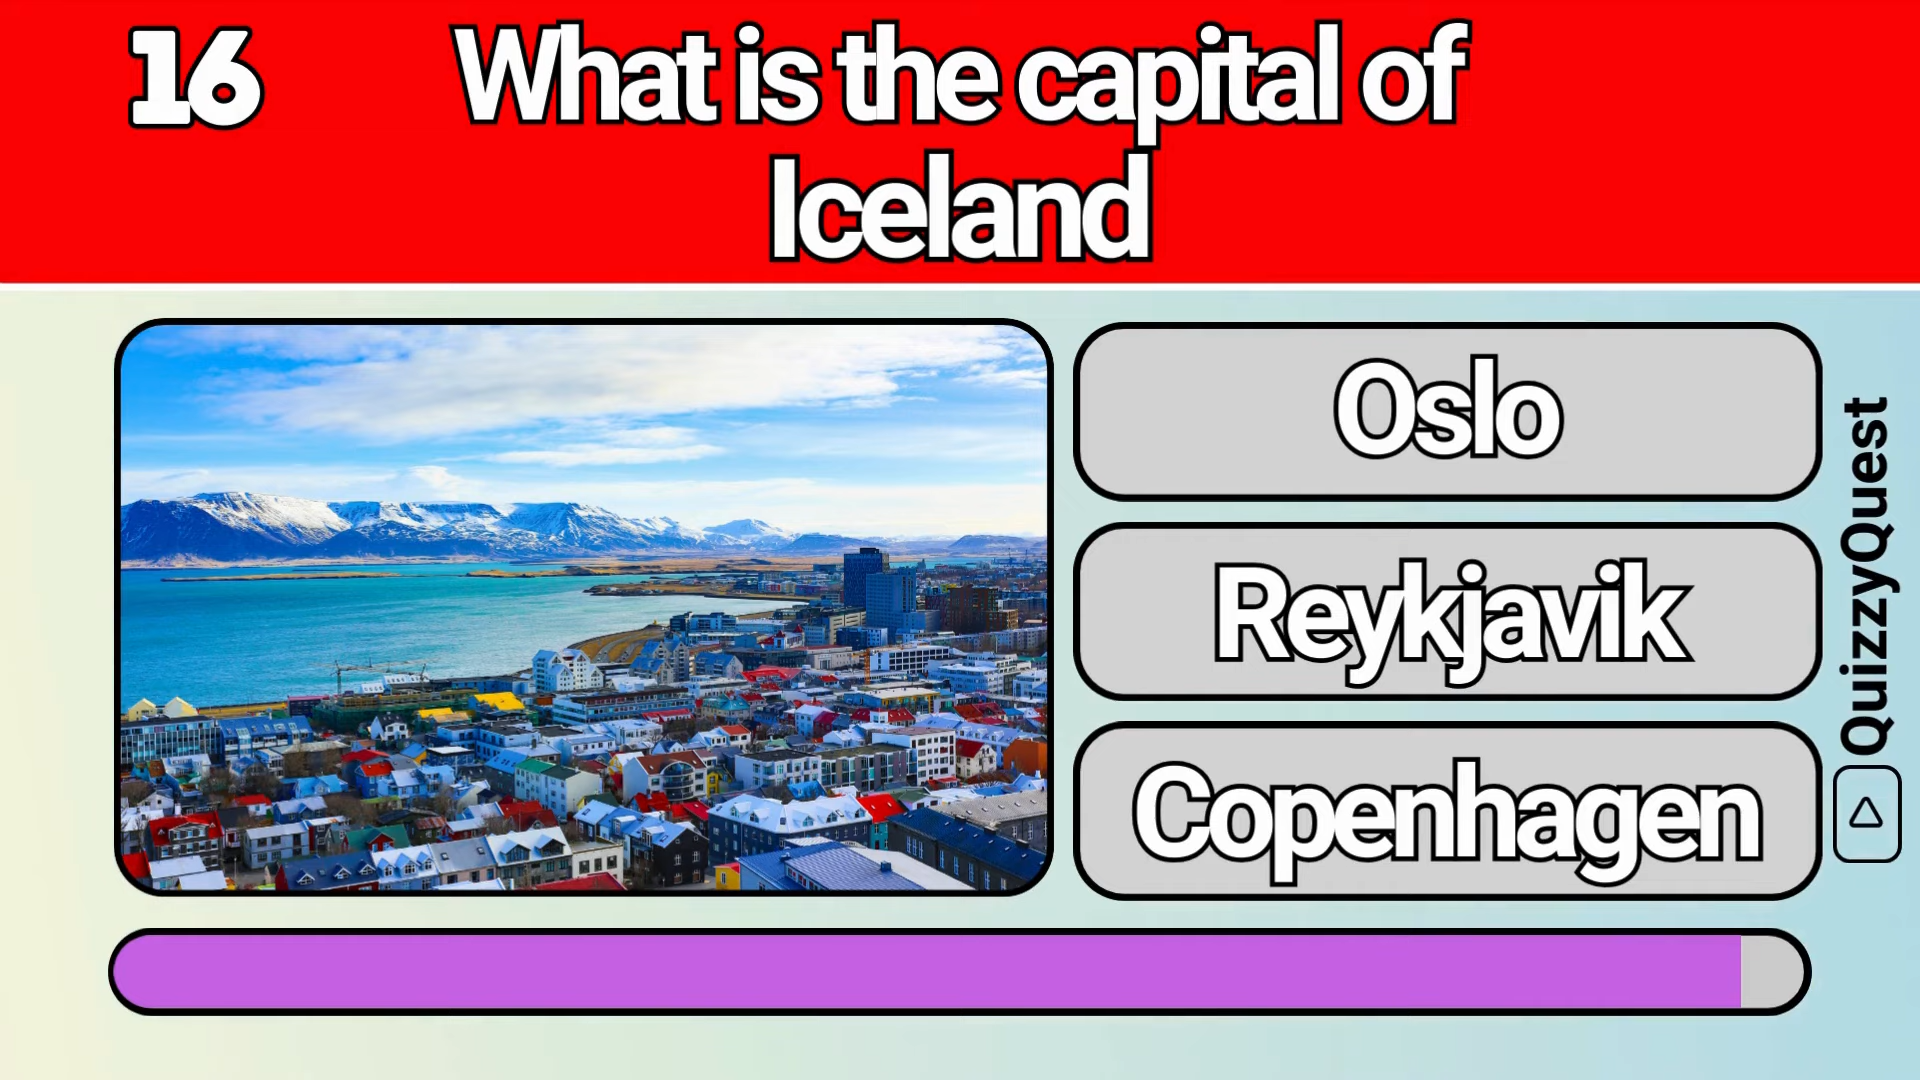 16
What is the capital of
Iceland
Oslo
Reykjavik
Copenhagen
QuizzyQuest